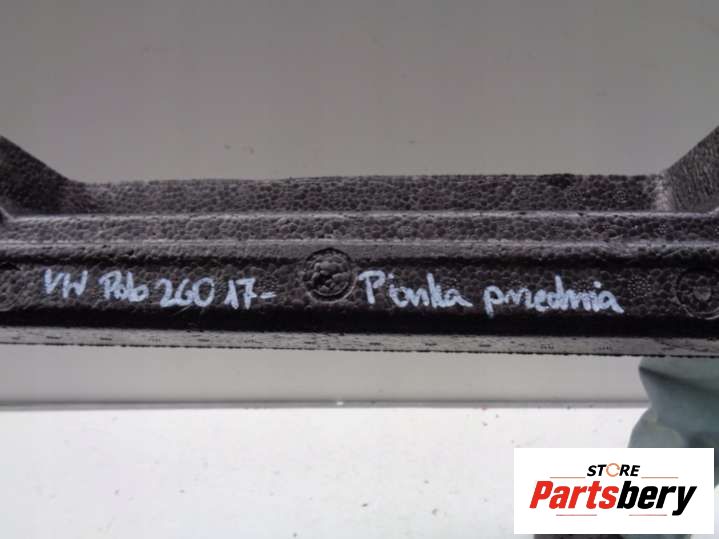 VW Polo 2G0 17- Pianka przednia
STORE
Partsbery